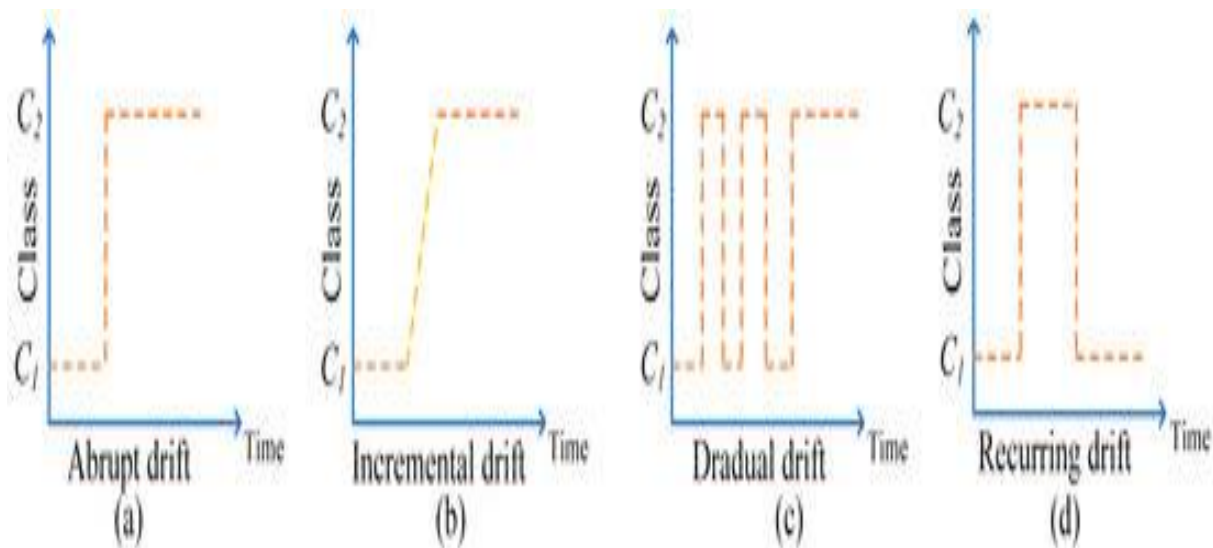 C2
Class
C1
Time
Abrupt drift
(a)
C2
Class
C1
Time
Incremental drift
(b)
C2
Class
C1
Time
Dradual drift
(c)
C2
Class
C1
Time
Recurring drift
(d)